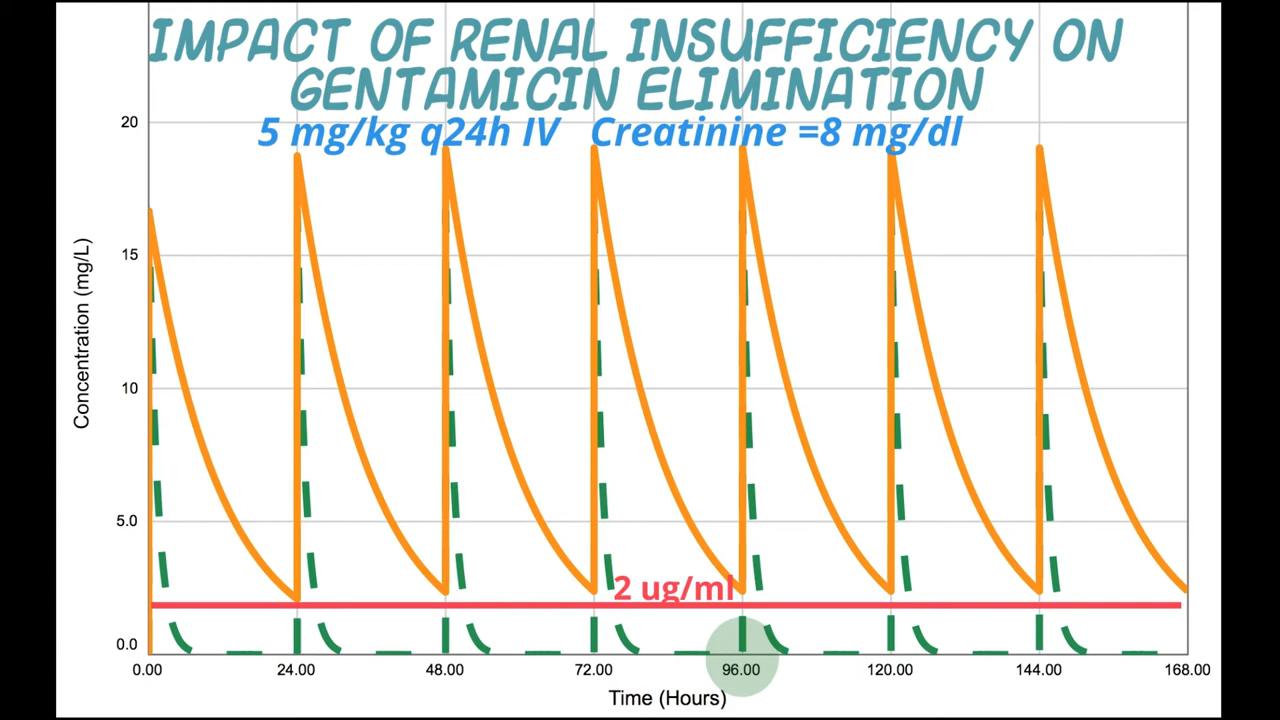 IMPACT OF RENAL INSUFFICIENCY ON
GENTAMICIN ELIMINATION
5 mg/kg q24h IV Creatinine =8 mg/dl
20
15
10
5.0
0.0
Concentration (mg/L)
2 ug/ml
0.00 24.00 48.00 72.00 96.00 120.00 144.00 168.00
Time (Hours)